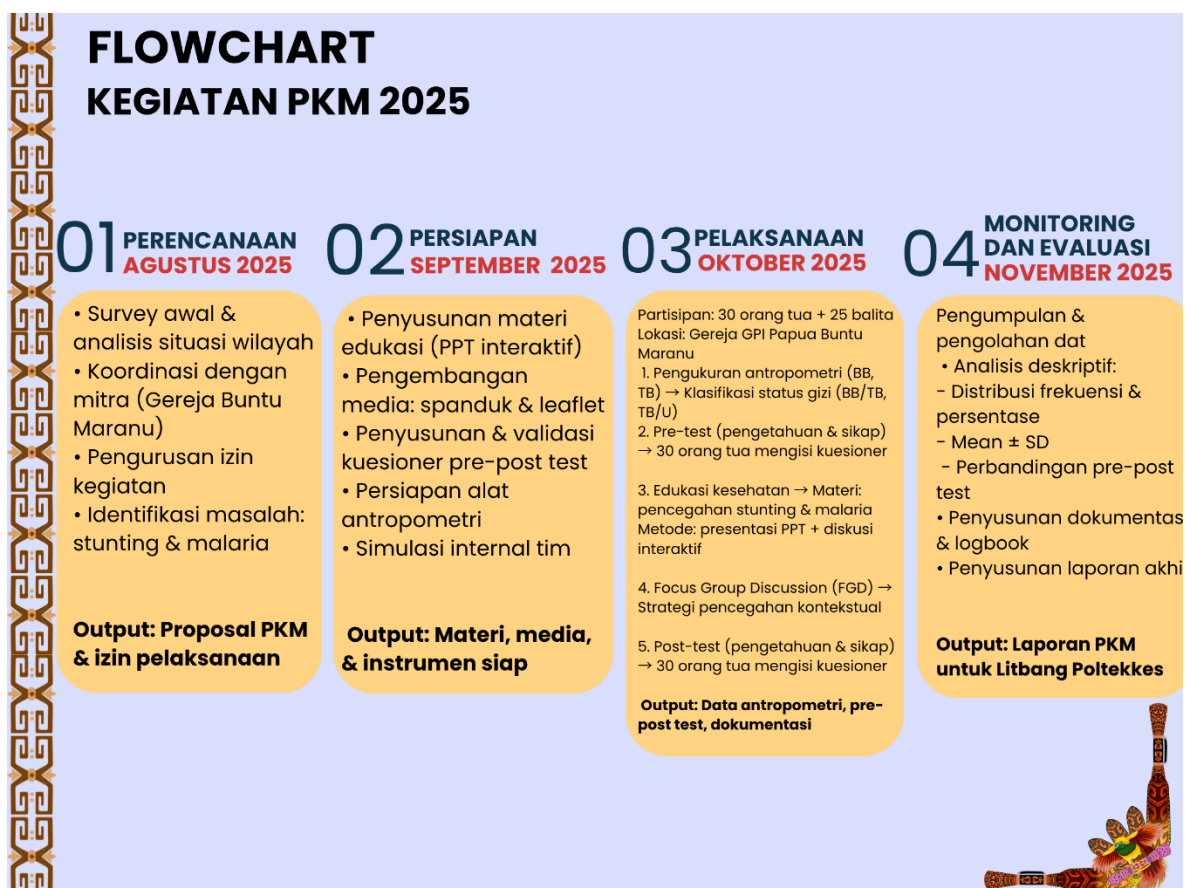 FLOWCHART
KEGIATAN PKM 2025
01 PERENCANAAN
AGUSTUS 2025
• Survey awal &
analisis situasi wilayah
• Koordinasi dengan
mitra (Gereja Buntu
Maranu)
• Pengurusan izin
kegiatan
• Identifikasi masalah:
stunting & malaria
Output: Proposal PKM
& izin pelaksanaan
02 PERSIAPAN
SEPTEMBER 2025
• Penyusunan materi
edukasi (PPT interaktif)
• Pengembangan
media: spanduk & leaflet
• Penyusunan & validasi
kuesioner pre-post test
• Persiapan alat
antropometri
• Simulasi internal tim
Output: Materi, media,
& instrumen siap
03 PELAKSANAAN
OKTOBER 2025
Partisipan: 30 orang tua + 25 balita
Lokasi: Gereja GPI Papua Buntu
Maranu
1. Pengukuran antropometri (BB,
TB) → Klasifikasi status gizi (BB/TB,
TB/U)
2. Pre-test (pengetahuan & sikap)
→ 30 orang tua mengisi kuesioner
3. Edukasi kesehatan → Materi:
pencegahan stunting & malaria
Metode: presentasi PPT + diskusi
interaktif
4. Focus Group Discussion (FGD) →
Strategi pencegahan kontekstual
5. Post-test (pengetahuan & sikap)
→ 30 orang tua mengisi kuesioner
Output: Data antropometri, pre-
post test, dokumentasi
04 MONITORING
DAN EVALUASI
NOVEMBER 2025
Pengumpulan &
pengolahan dat
• Analisis deskriptif:
- Distribusi frekuensi &
persentase
- Mean ± SD
- Perbandingan pre-post
test
• Penyusunan dokumentas
& logbook
• Penyusunan laporan akhi
Output: Laporan PKM
untuk Litbang Poltekkes